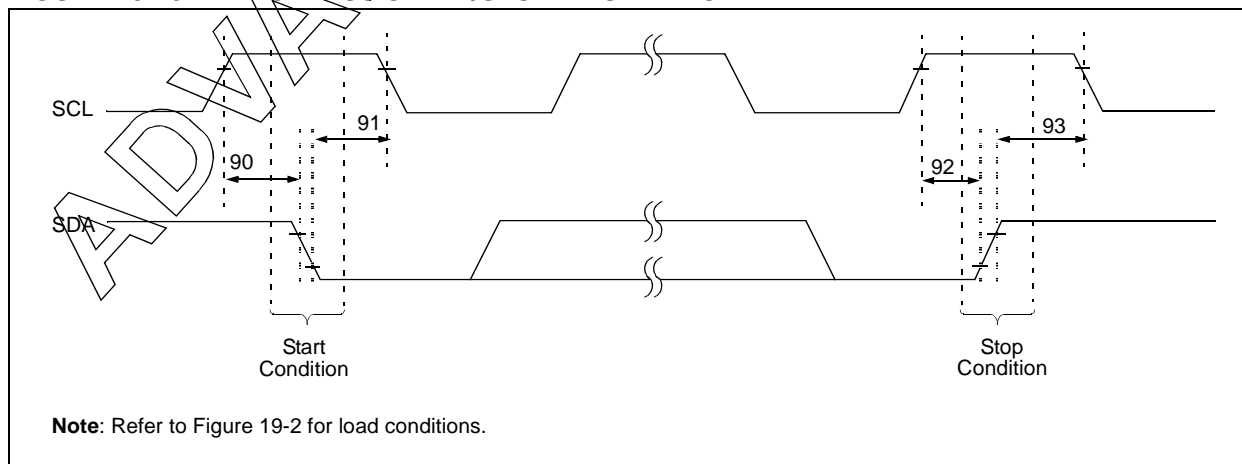 SCL
91
93
90
92
SDA
Start
Condition
Stop
Condition
Note: Refer to Figure 19-2 for load conditions.
ADVA